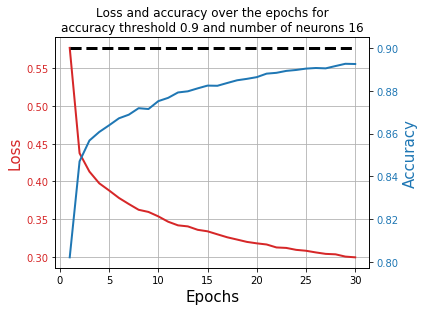 Loss and accuracy over the epochs for
accuracy threshold 0.9 and number of neurons 16
Loss
0.55
0.50
0.45
0.40
0.35
0.30
0.90
0.88
0.86
0.84
0.82
0.80
Accuracy
0 5 10 15 20 25 30
Epochs